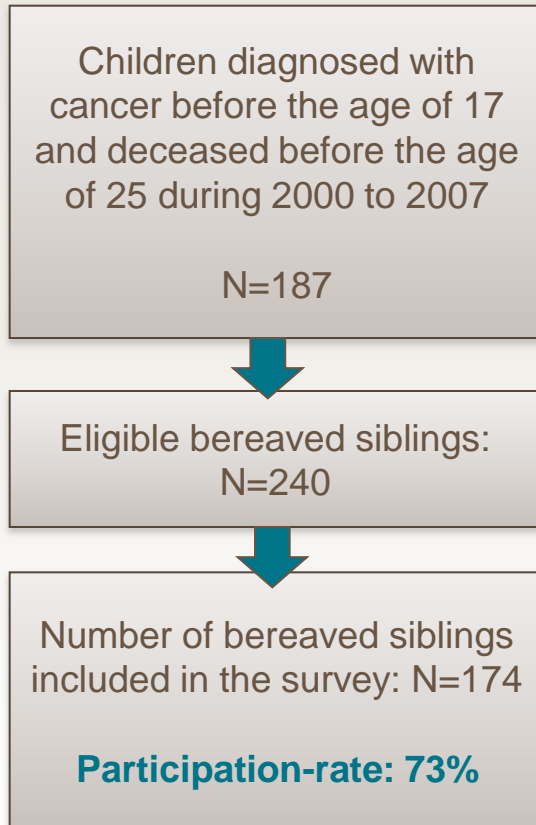 Children diagnosed with
cancer before the age of 17
and deceased before the age
of 25 during 2000 to 2007
N=187
Eligible bereaved siblings:
N=240
Number of bereaved siblings
included in the survey: N=174
Participation-rate: 73%